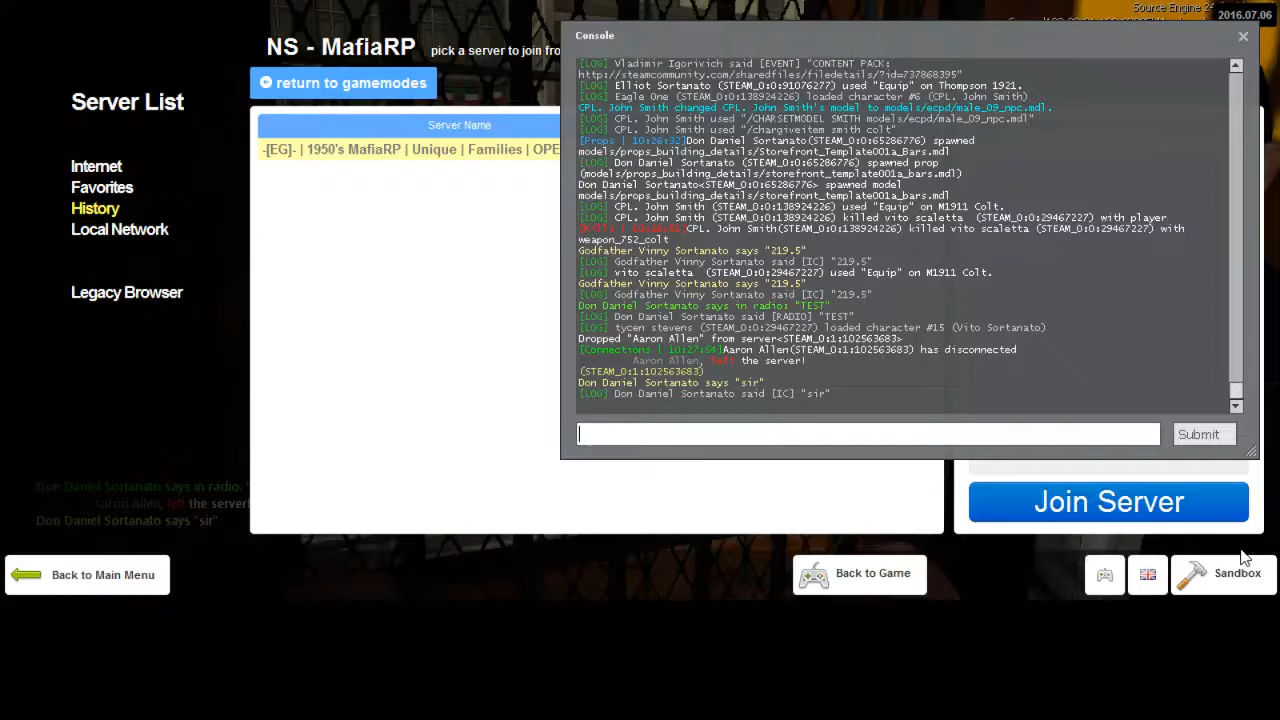 Source Engine 2
2016.07.06
NS - MafiaRP pick a server to join fro
return to gamemodes
Server List
Internet
Favorites
History
Local Network
Legacy Browser
Server Name
-[EG]- | 1950's MafiaRP | Unique | Families | OPE
Console
[LOG] Vladimir Igorivich said [EVENT] "CONTENT PACK:
http://steamcommunity.com/sharedfiles/filedetails/?id=737868395"
[LOG] Elliot Sortanato (STEAM_0:0:91076277) used "Equip" on Thompson 1921.
[LOG] Eagle One (STEAM_0:0:138924226) loaded character #6 (CPL. John Smith)
CPL. John Smith changed CPL. John Smith's model to models/ecpd/male_09_npc.mdl.
[LOG] CPL. John Smith used "/CHARSETMODEL SMITH models/ecpd/male_09_npc.mdl"
[LOG] CPL. John Smith used "/chargiveitem smith colt"
[Props | 10:26:32]Don Daniel Sortanato(STEAM_0:0:65286776) spawned
models/props_building_details/Storefront_Template001a_Bars.mdl
[LOG] Don Daniel Sortanato (STEAM_0:0:65286776) spawned prop
(models/props_building_details/storefront_template001a_bars.mdl)
Don Daniel Sortanato<STEAM_0:0:65286776> spawned model
models/props_building_details/storefront_template001a_bars.mdl
[LOG] CPL. John Smith (STEAM_0:0:138924226) used "Equip" on M1911 Colt.
[LOG] CPL. John Smith (STEAM_0:0:138924226) killed vito scaletta (STEAM_0:0:29467227) with player
CPL. John Smith(STEAM_0:0:138924226) killed vito scaletta (STEAM_0:0:29467227) with
weapon_752_colt
Godfather Vinny Sortanato says "219.5"
[LOG] Godfather Vinny Sortanato said [IC] "219.5"
[LOG] vito scaletta (STEAM_0:0:29467227) used "Equip" on M1911 Colt.
Godfather Vinny Sortanato says "219.5"
[LOG] Godfather Vinny Sortanato said [IC] "219.5"
Don Daniel Sortanato says in radio: "TEST"
[LOG] Don Daniel Sortanato said [RADIO] "TEST"
[LOG] tycen stevens (STEAM_0:0:29467227) loaded character #15 (Vito Sortanato)
Dropped "Aaron Allen" from server<STEAM_0:1:102563683>
[Connections | 10:27:54]Aaron Allen(STEAM_0:1:102563683) has disconnected
Aaron Allen, left the server!
(STEAM_0:1:102563683)
Don Daniel Sortanato says "sir"
[LOG] Don Daniel Sortanato said [IC] "sir"
Submit
Don Daniel Sortanato says in radio: "
Aaron Allen, left the server!
Don Daniel Sortanato says "sir"
Join Server
Back to Main Menu
Back to Game
Sandbox